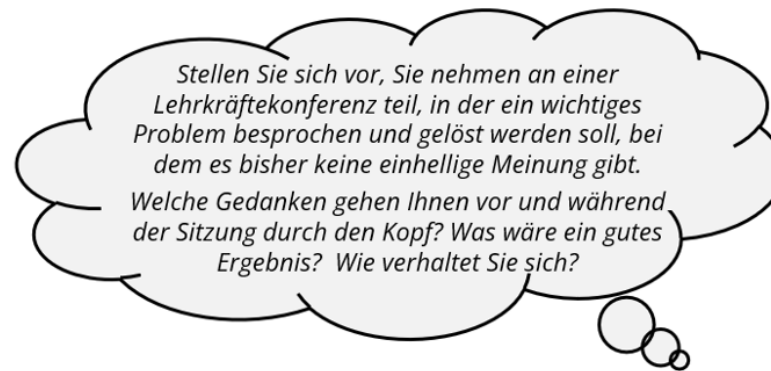 Stellen Sie sich vor, Sie nehmen an einer
Lehrkräftekonferenz teil, in der ein wichtiges
Problem besprochen und gelöst werden soll, bei
dem es bisher keine einhellige Meinung gibt.
Welche Gedanken gehen Ihnen vor und während
der Sitzung durch den Kopf? Was wäre ein gutes
Ergebnis?  Wie verhaltet Sie sich?